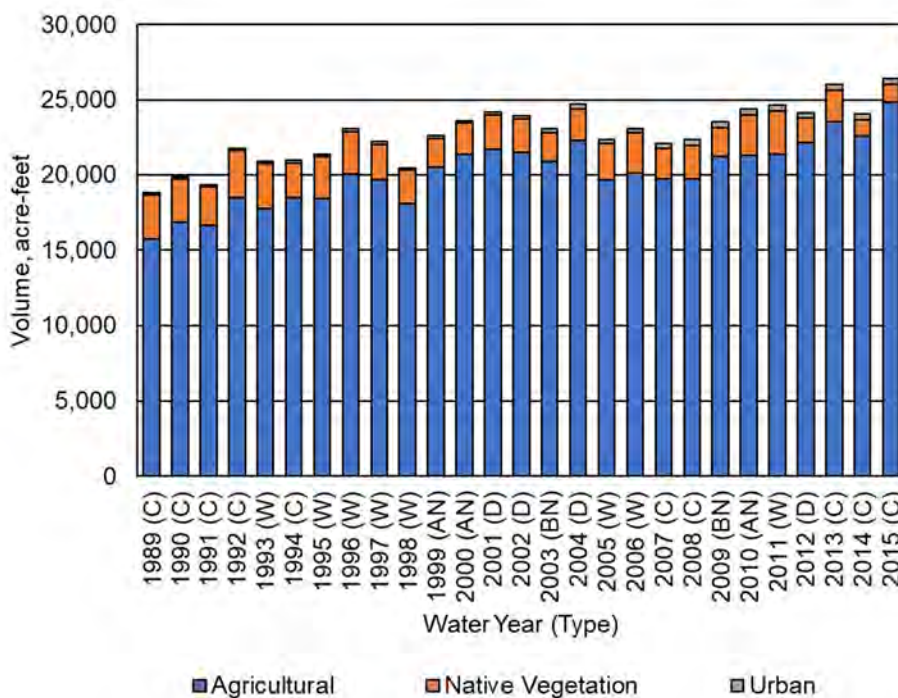 30,000
25,000
20,000
15,000
10,000
5,000
0
Volume, acre-feet
1989 (C)
1990 (C)
1991 (C)
1992 (C)
1993 (W)
1994 (C)
1995 (W)
1996 (W)
1997 (W)
1998 (W)
1999 (AN)
2000 (AN)
2001 (D)
2002 (D)
2003 (BN)
2004 (D)
2005 (W)
2006 (W)
2007 (C)
2008 (C)
2009 (BN)
2010 (AN)
2011 (W)
2012 (D)
2013 (C)
2014 (C)
2015 (C)
Water Year (Type)
Agricultural Native Vegetation Urban